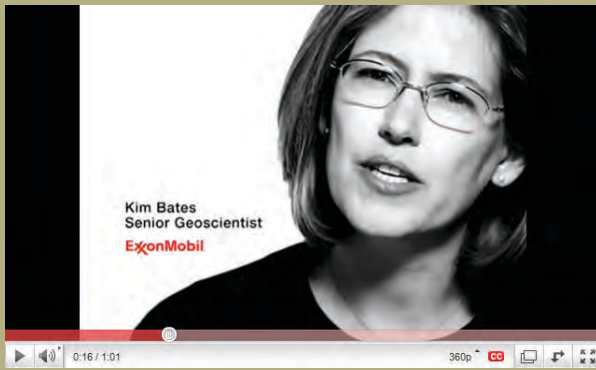 Kim Bates
Senior Geoscientist
ExxonMobil
0:16 / 1:01
360p
CC